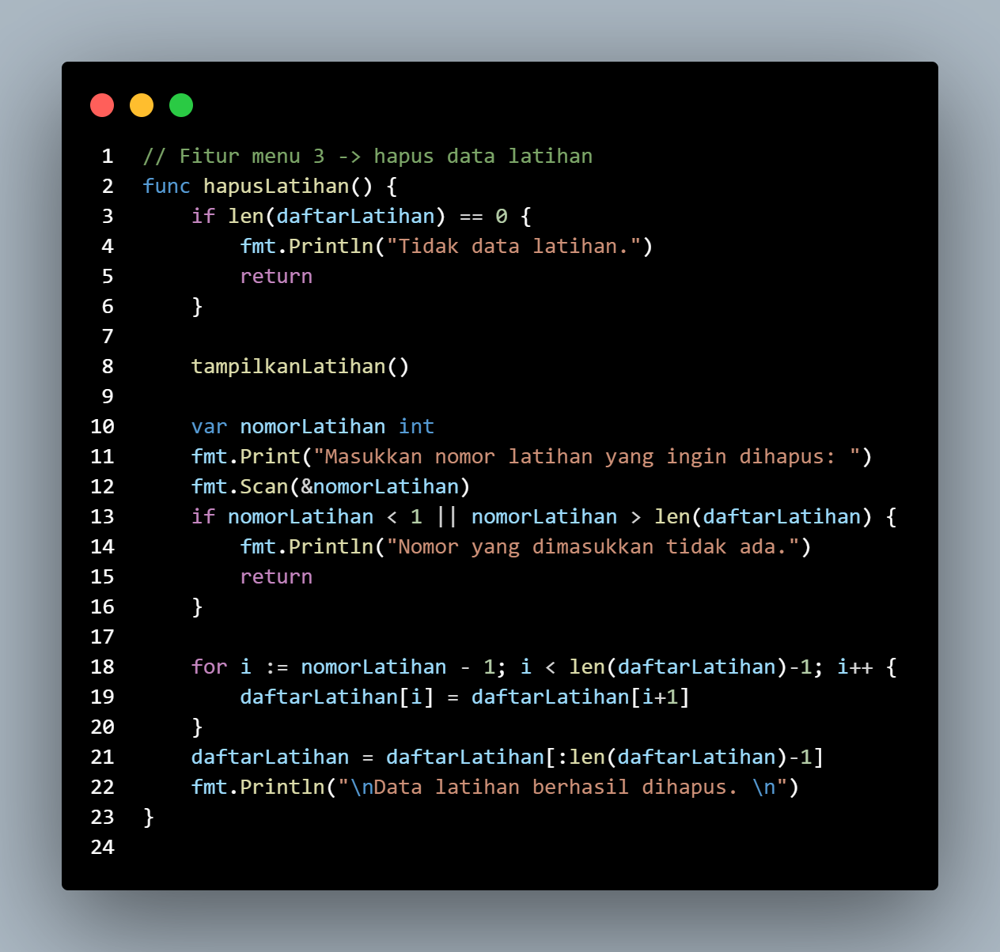 1 // Fitur menu 3 -> hapus data latihan
2 func hapusLatihan() {
3     if len(daftarLatihan) == 0 {
4         fmt.Println("Tidak data latihan.")
5         return
6     }
7
8     tampilkanLatihan()
9
10     var nomorLatihan int
11     fmt.Print("Masukkan nomor latihan yang ingin dihapus: ")
12     fmt.Scan(&nomorLatihan)
13     if nomorLatihan < 1 || nomorLatihan > len(daftarLatihan) {
14         fmt.Println("Nomor yang dimasukkan tidak ada.")
15         return
16     }
17
18     for i := nomorLatihan - 1; i < len(daftarLatihan)-1; i++ {
19         daftarLatihan[i] = daftarLatihan[i+1]
20     }
21     daftarLatihan = daftarLatihan[:len(daftarLatihan)-1]
22     fmt.Println("\nData latihan berhasil dihapus. \n")
23 }
24